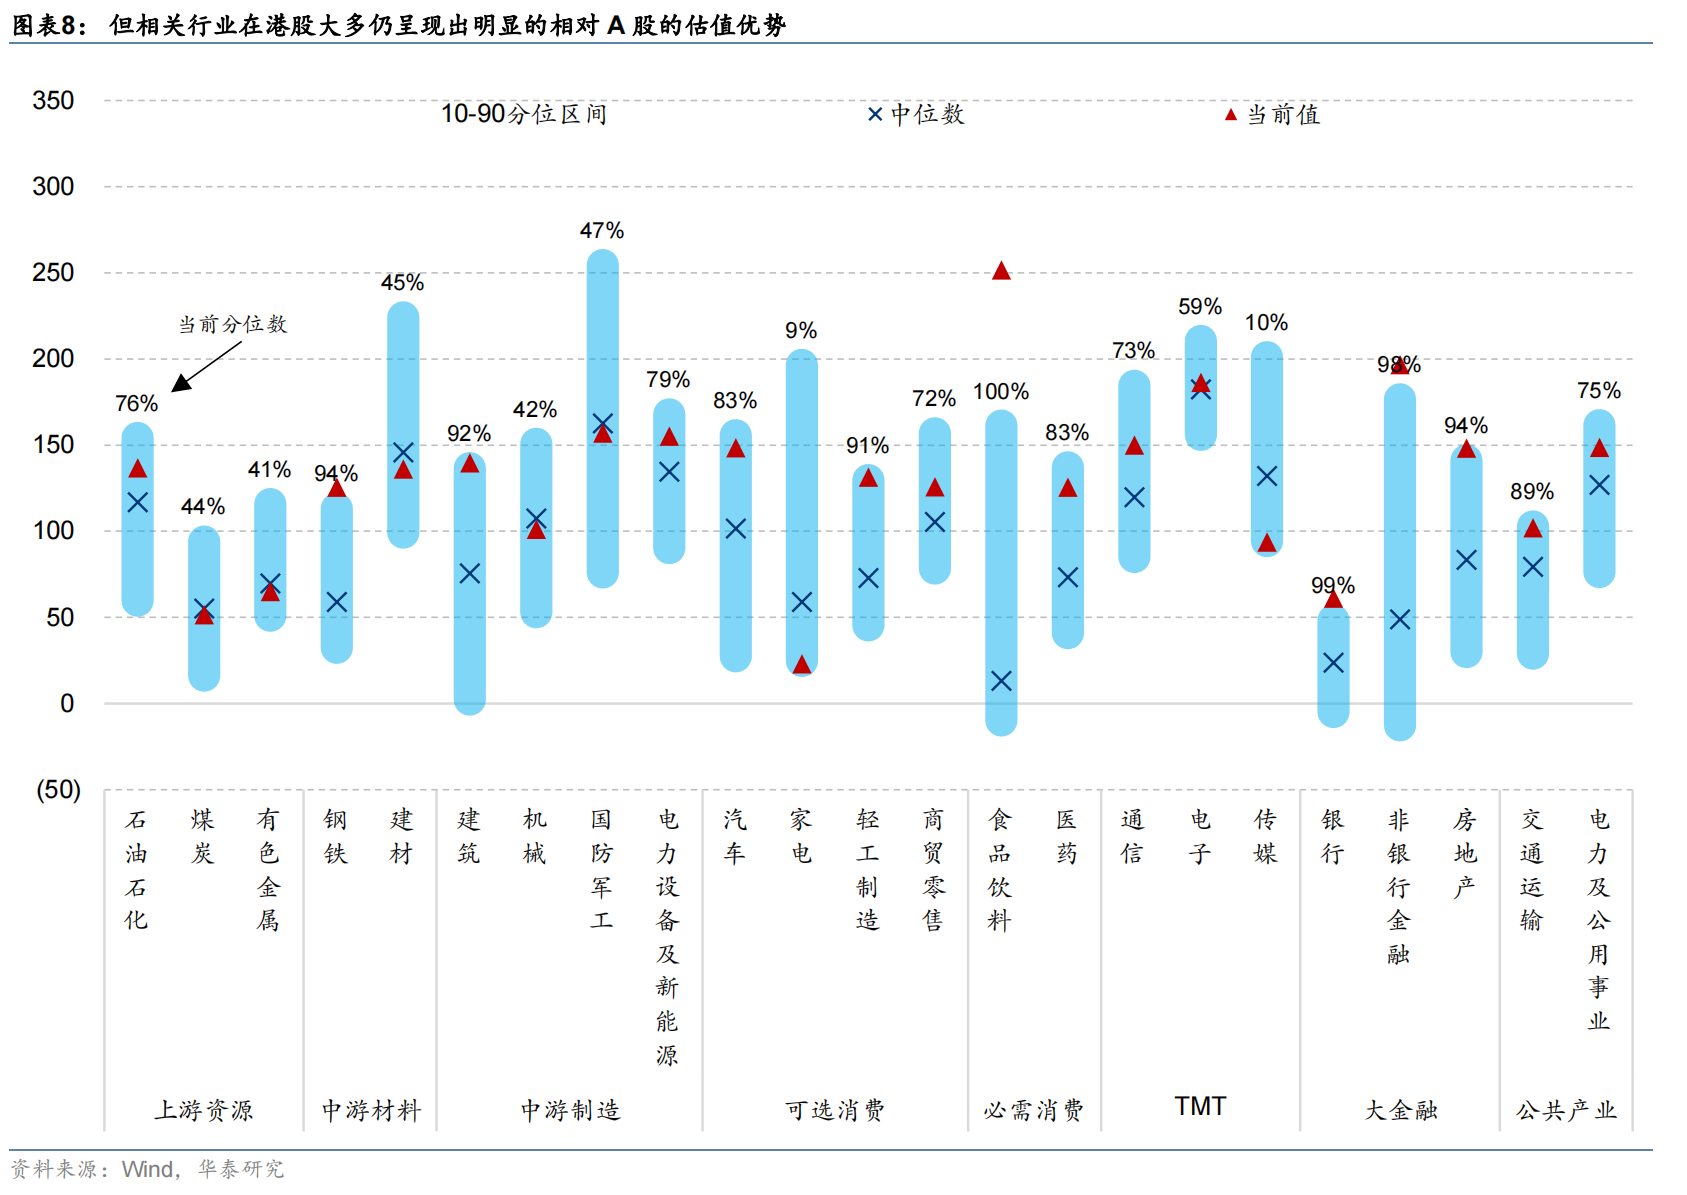 图表8： 但相关行业在港股大多仍呈现出明显的相对 A 股的估值优势
350
10-90分位区间 中位数 当前值
300
250
200
150
100
50
0
(50)
当前分位数
76%
44%
41%
94%
45%
92%
42%
47%
79%
83%
9%
91%
72%
100%
83%
73%
59%
10%
99%
98%
94%
89%
75%
石油石化
煤炭
有色金属
钢铁
建材
建筑
机械
国防军工
电力设备及新能源
汽车
家电
轻工制造
商贸零售
食品饮料
医药
通信
电子
传媒
银行
非银行金融
房地产
交通运输
电力及公用事业
上游资源 中游材料 中游制造 可选消费 必需消费 TMT 大金融 公共产业
资料来源：Wind，华泰研究